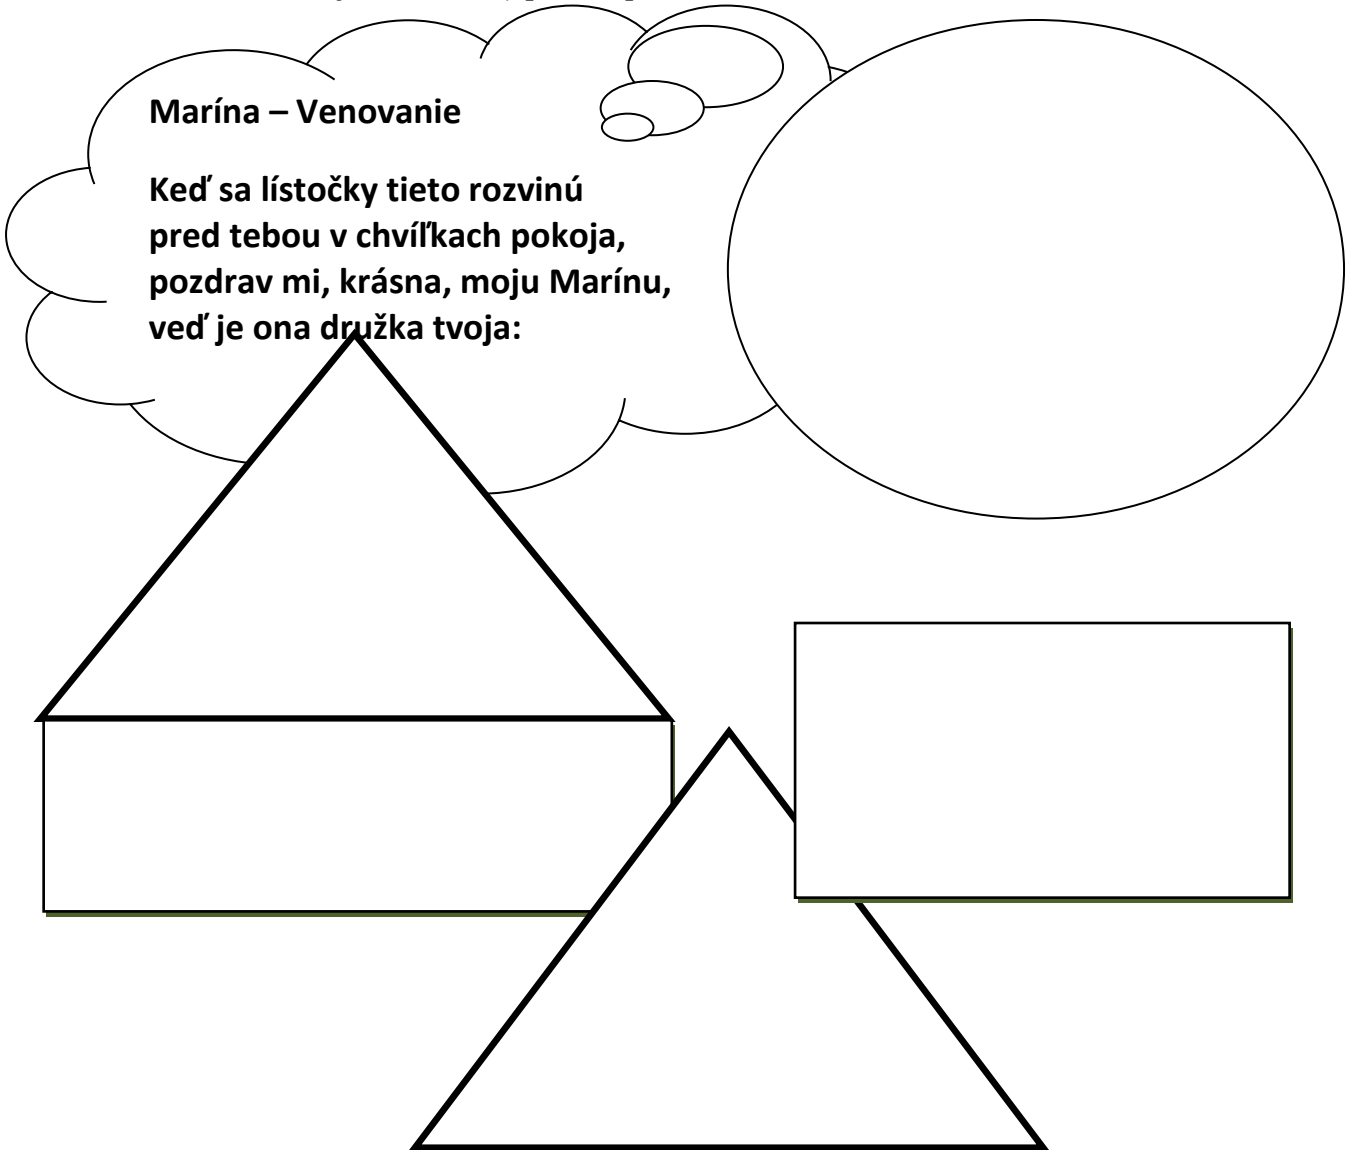 Marína – Venovanie
Keď sa lístočky tieto rozvinú
pred tebou v chvíľkach pokoja,
pozdrav mi, krásna, moju Marínu,
veď je ona družka tvoja: